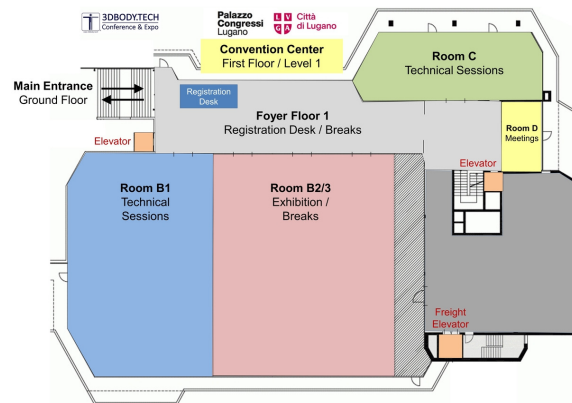 3DBODY.TECH
Conference & Expo
Palazzo
Congressi
Lugano
LV
GA
Città
di Lugano
Convention Center
First Floor / Level 1
Room C
Technical Sessions
Main Entrance
Ground Floor
Registration
Desk
Foyer Floor 1
Registration Desk / Breaks
Elevator
Room D
Meetings
Elevator
Room B1
Technical
Sessions
Room B2/3
Exhibition /
Breaks
Freight
Elevator